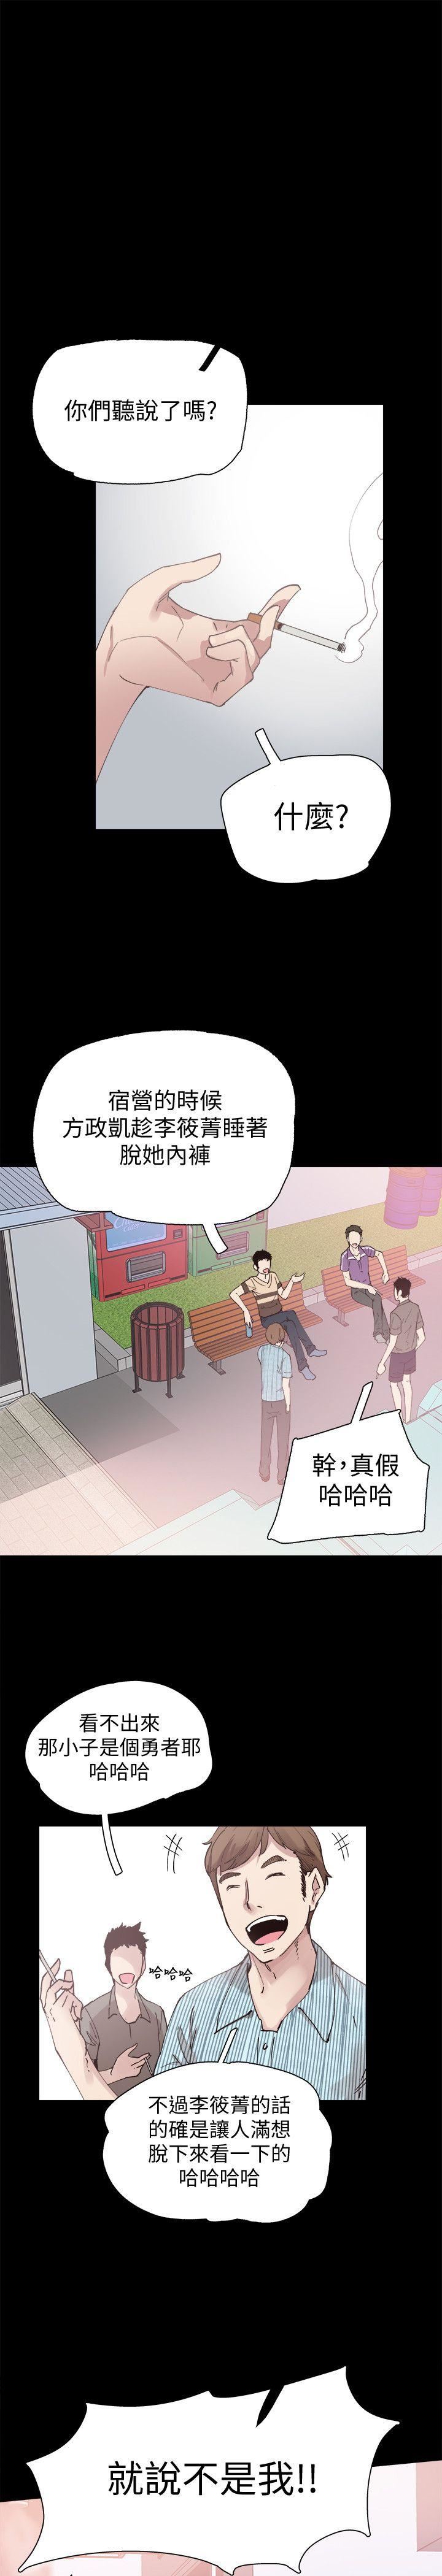 你們聽說了嗎?
什麼?
宿營的時候
方政凱趁李筱菁睡著
脫她內褲
幹，真假
哈哈哈
看不出來
那小子是個勇者耶
哈哈哈
哈哈哈
不過李筱菁的話
的確是讓人滿想
脫下來看一下的
哈哈哈哈
就說不是我!!